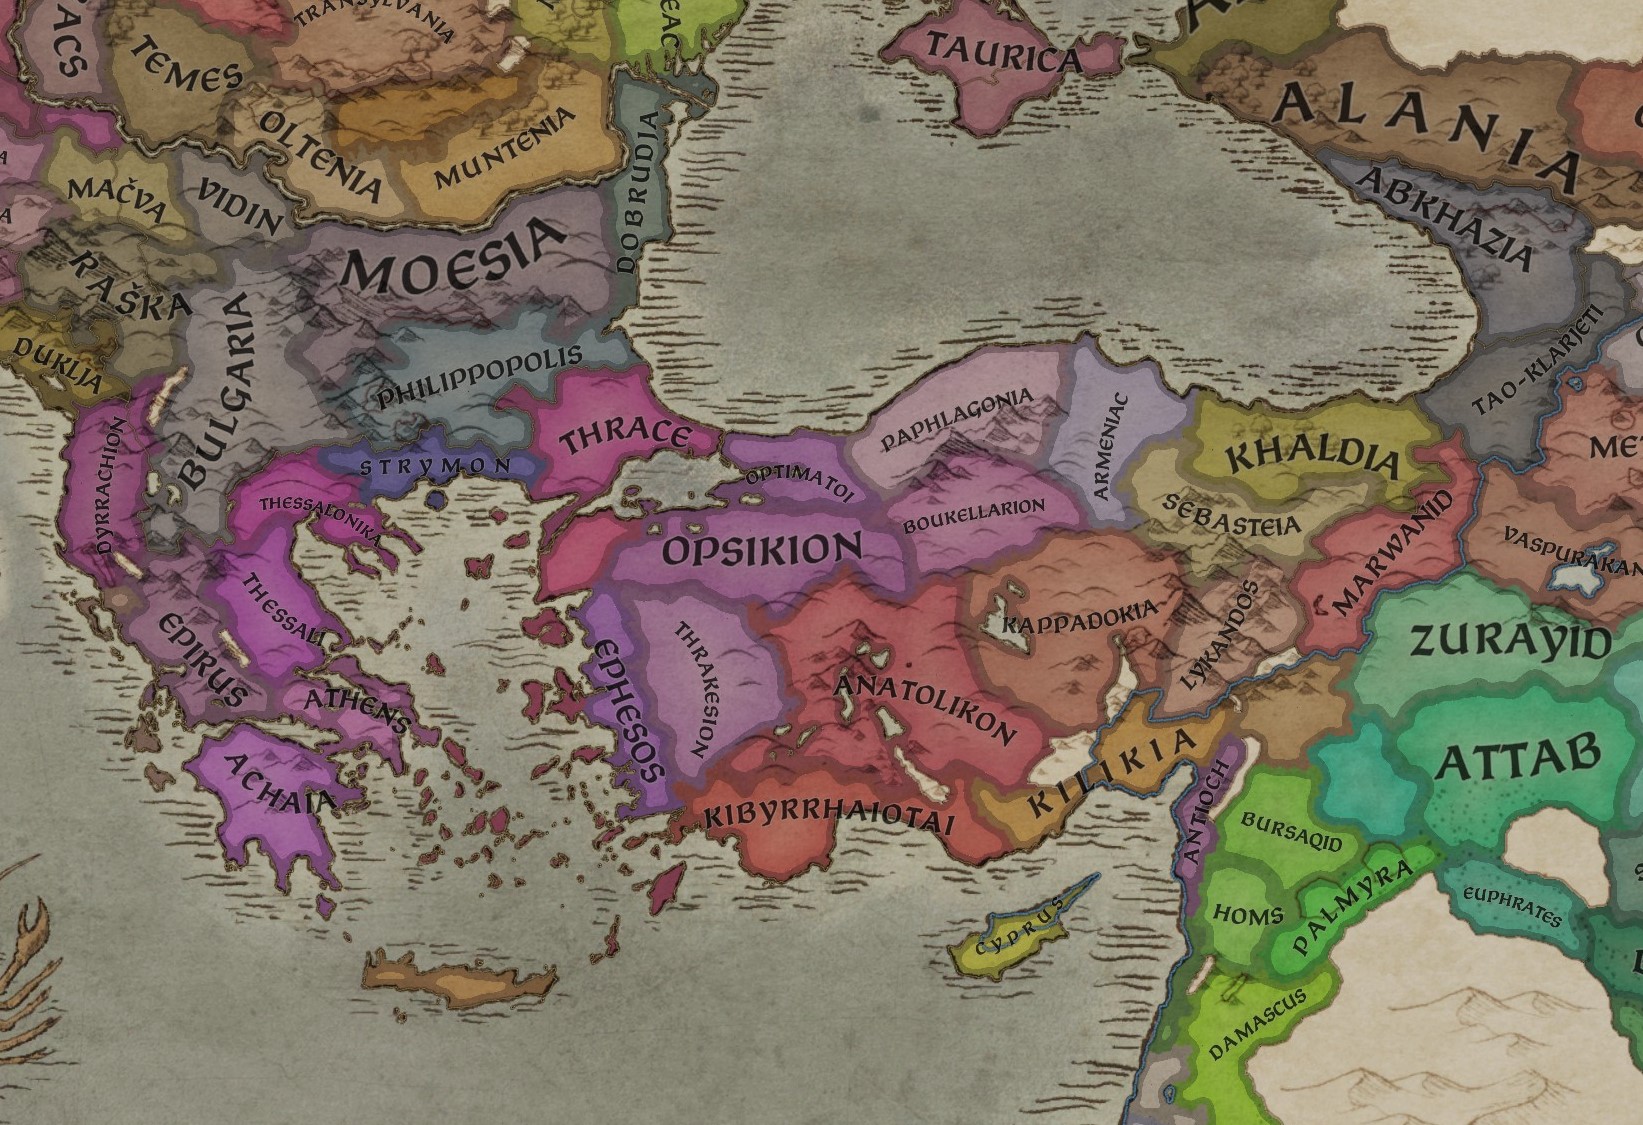 TRANSYLVANIA
TEMES
TAURICA
ALANIA
OLTENIA
MUNTENIA
DOBRUDJA
MAČVA
VIDIN
ABKHAZIA
MOESIA
RAŠKA
BULGARIA
DUKLJA
PHILIPPOPOLIS
TAO-KLARJETI
THRACE
PAPHLAGONIA
ARMENIAC
KHALDIA
DYRRACHION
STRYMON
OPTIMATOI
THESSALONIKA
BOUKELLARION
SEBASTEIA
MARWANID
VASPURAKAN
OPSIKION
THESSALY
KAPPADOKIA
LYKANDOS
ZURAYID
EPIRUS
EPHESOS
THRAKESION
ANATOLIKON
ATHENS
ACHAIA
KIBYRRHAIOTAI
KILIKIA
ATTAB
ANTIOCH
BURSAQID
HOMS
PALMYRA
EUPHRATES
CYPRUS
DAMASCUS